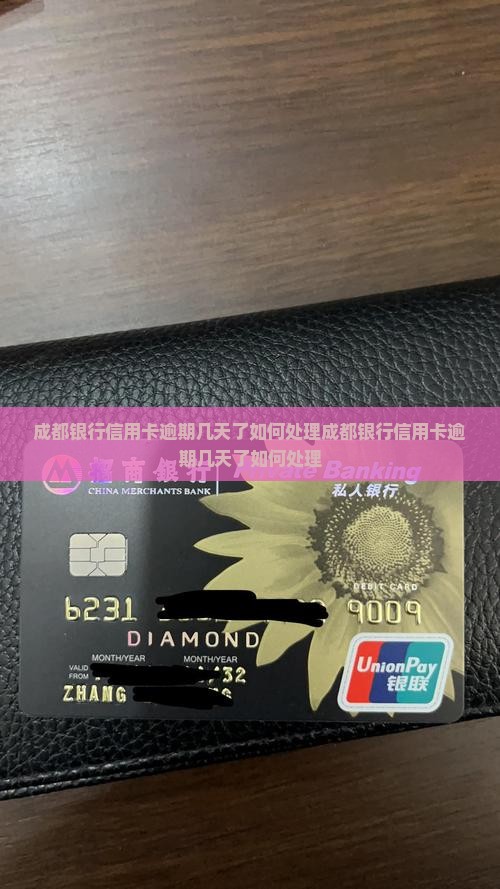 成都银行信用卡逾期几天了如何处理成都银行信用卡逾
期几天了如何处理
招商银行 Private Banking
CHINA MERCHANTS BANK 私人银行
DEBIT CARD
6231 9009
DIAMOND
MONTH/YEAR MONTH/YEAR
VALID
FROM /32
ZHANG
UnionPay
银联